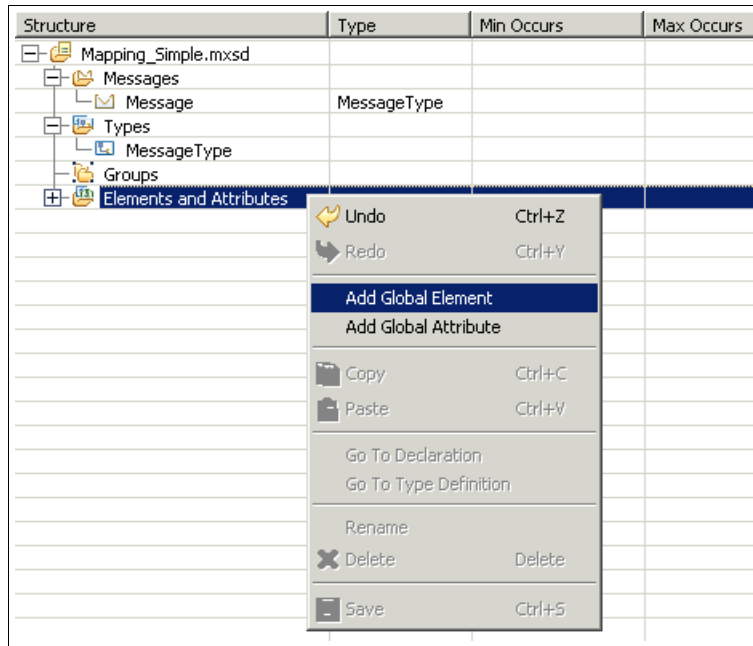 Structure Type Min Occurs Max Occurs
Mapping_Simple.mxsd
Messages
Message MessageType
Types
MessageType
Groups
Elements and Attributes
Undo Ctrl+Z
Redo Ctrl+Y
Add Global Element
Add Global Attribute
Copy Ctrl+C
Paste Ctrl+V
Go To Declaration
Go To Type Definition
Rename
Delete Delete
Save Ctrl+S